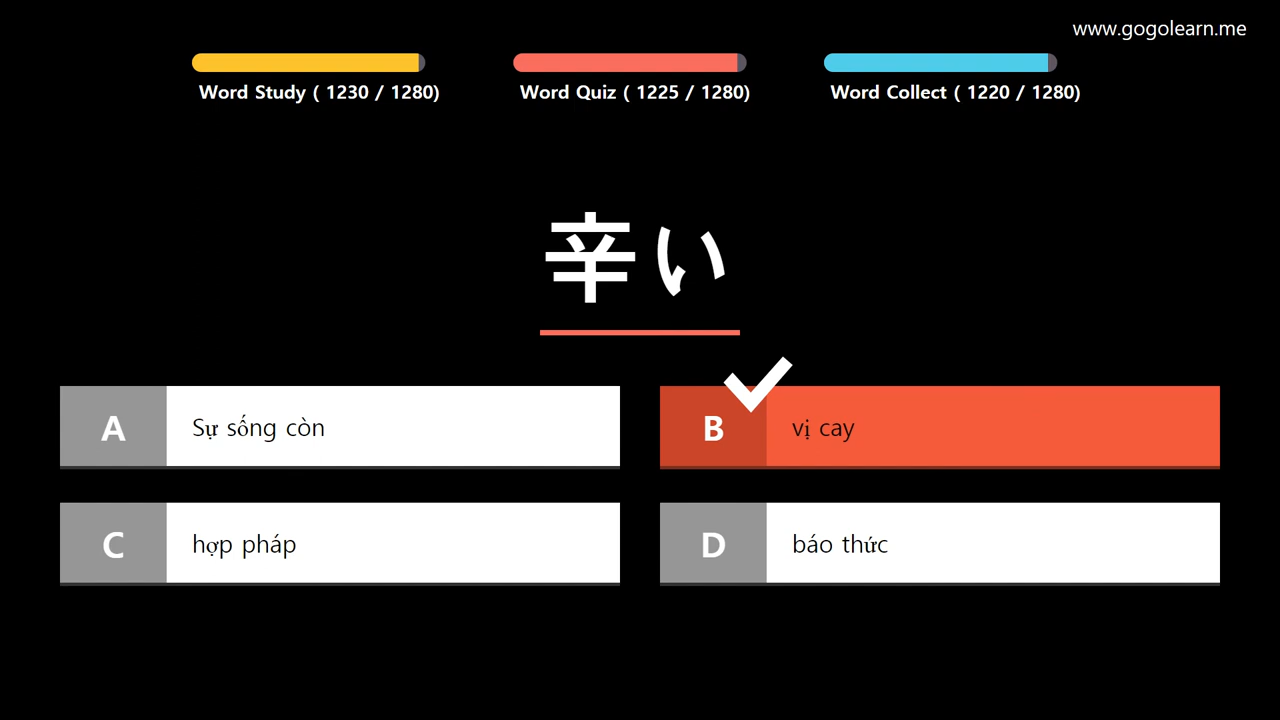 www.gogolearn.me
Word Study ( 1230 / 1280)
Word Quiz ( 1225 / 1280)
Word Collect ( 1220 / 1280)
辛い
A
Sự sống còn
B
vị cay
C
hợp pháp
D
báo thức